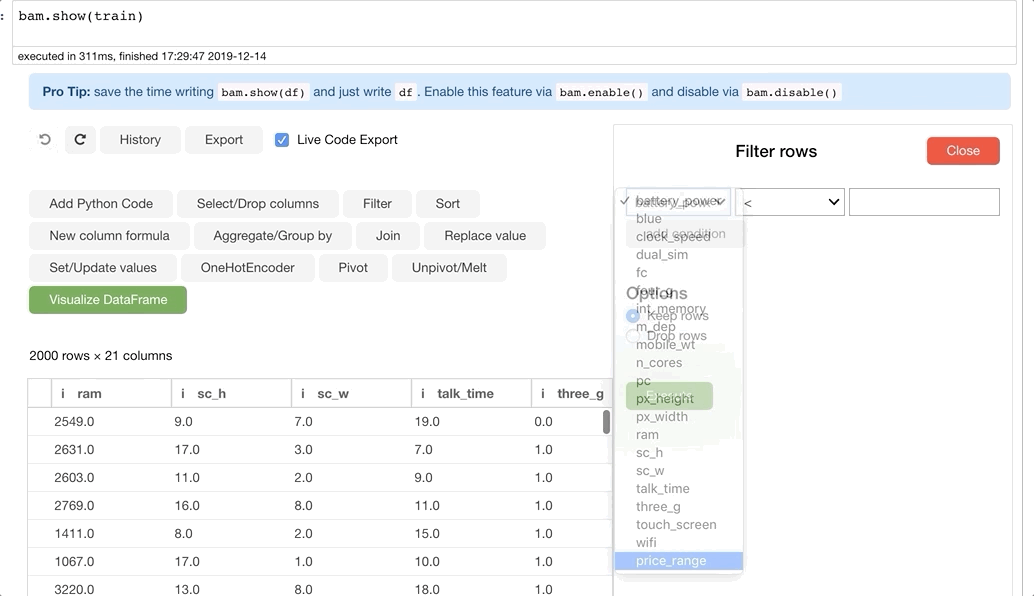 : bam.show(train)
executed in 311ms, finished 17:29:47 2019-12-14
Pro Tip: save the time writing bam.show(df) and just write df . Enable this feature via bam.enable() and disable via bam.disable()
History Export Live Code Export
Filter rows Close
Add Python Code Select/Drop columns Filter Sort
New column formula Aggregate/Group by Join Replace value
Set/Update values OneHotEncoder Pivot Unpivot/Melt
Visualize DataFrame
2000 rows × 21 columns
i ram i sc_h i sc_w i talk_time i three_g
2549.0 9.0 7.0 19.0 0.0
2631.0 17.0 3.0 7.0 1.0
2603.0 11.0 2.0 9.0 1.0
2769.0 16.0 8.0 11.0 1.0
1411.0 8.0 2.0 15.0 1.0
1067.0 17.0 1.0 10.0 1.0
3220.0 13.0 8.0 18.0 1.0
battery_power <
blue
clock_speed
add condition
dual_sim
fc
four_g
Options
int_memory
Keep rows
m_dep
Drop rows
mobile_wt
n_cores
pc
Execute
px_height
px_width
ram
sc_h
sc_w
talk_time
three_g
touch_screen
wifi
price_range